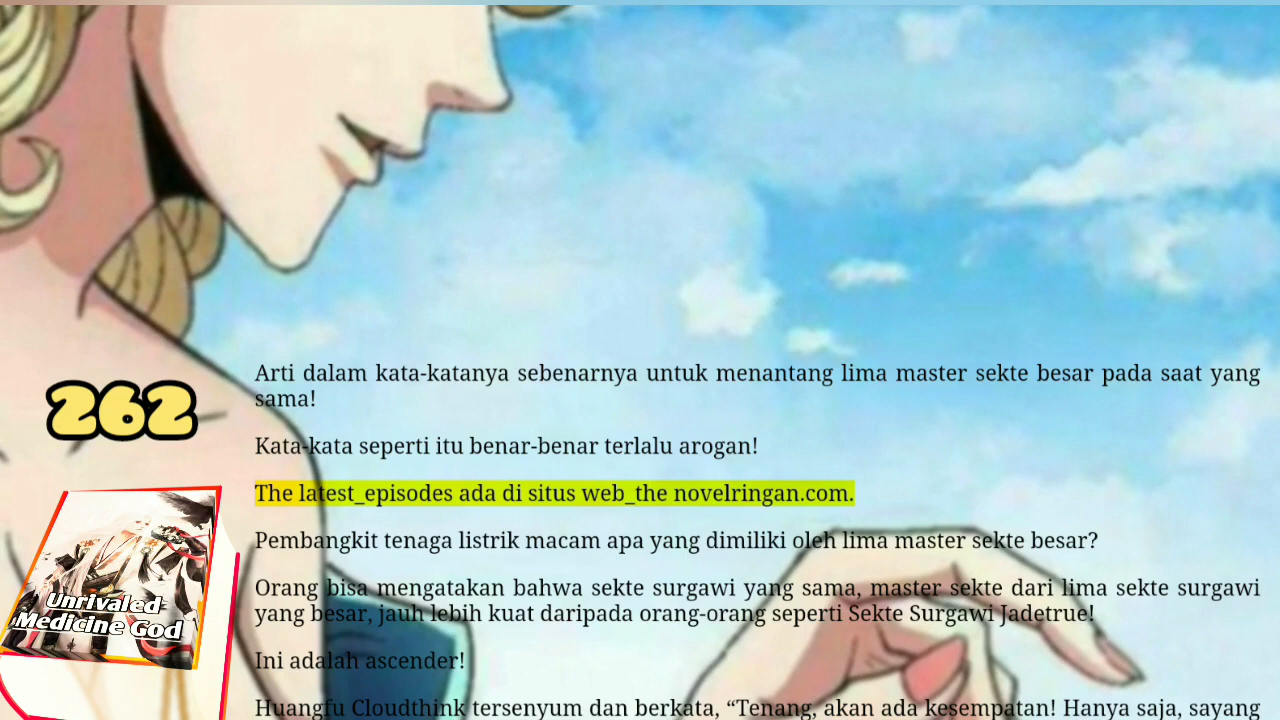 Arti dalam kata-katanya sebenarnya untuk menantang lima master sekte besar pada saat yang
sama!
Kata-kata seperti itu benar-benar terlalu arogan!
The latest_episodes ada di situs web_the novelringan.com.
Pembangkit tenaga listrik macam apa yang dimiliki oleh lima master sekte besar?
Orang bisa mengatakan bahwa sekte surgawi yang sama, master sekte dari lima sekte surgawi
yang besar, jauh lebih kuat daripada orang-orang seperti Sekte Surgawi Jadetrue!
Ini adalah ascender!
Huangfu Cloudthink tersenyum dan berkata, “Tenang, akan ada kesempatan! Hanya saja, sayang
262
Unrivaled
Medicine God